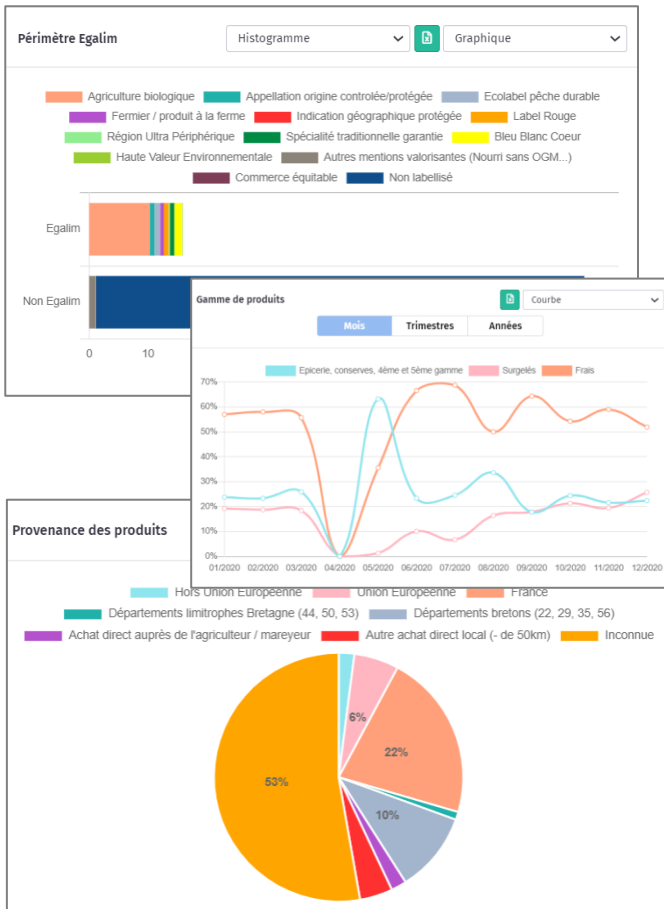 Périmètre Egalim
Histogramme
Graphique
Agriculture biologique Appellation origine controlée/protégée Ecolabel pêche durable
Fermier / produit à la ferme Indication géographique protégée Label Rouge
Région Ultra Périphérique Spécialité traditionnelle garantie Bleu Blanc Coeur
Haute Valeur Environnementale Autres mentions valorisantes (Nourri sans OGM...)
Commerce équitable Non labellisé
Egalim
Non Egalim
0 10
Gamme de produits
Courbe
Mois Trimestres Années
Epicerie, conserves, 4ème et 5ème gamme Surgelés Frais
70%
60%
50%
40%
30%
20%
10%
0%
01/2020 02/2020 03/2020 04/2020 05/2020 06/2020 07/2020 08/2020 09/2020 10/2020 11/2020 12/2020
Provenance des produits
Hors Union Européenne Union Européenne France
Départements limitrophes Bretagne (44, 50, 53) Départements bretons (22, 29, 35, 56)
Achat direct auprès de l'agriculteur / mareyeur Autre achat direct local (- de 50km) Inconnue
6%
22%
53%
10%